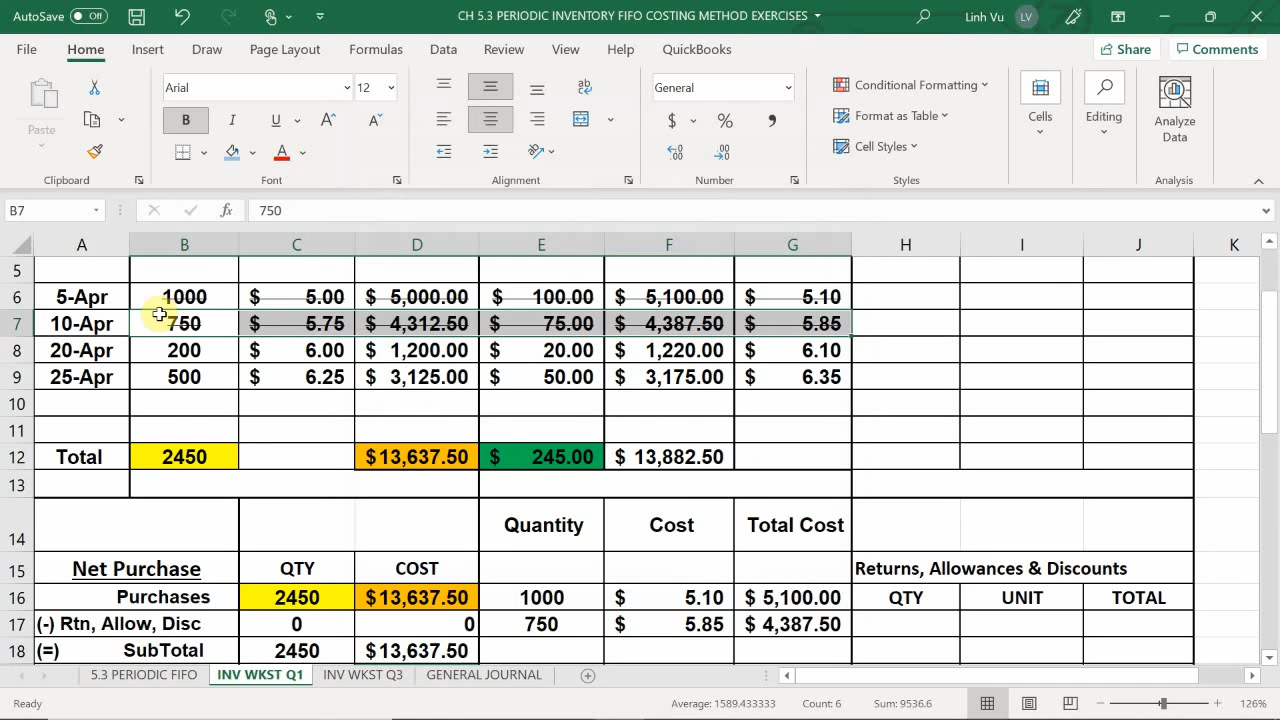 AutoSave Off CH 5.3 PERIODIC INVENTORY FIFO COSTING METHOD EXERCISES Linh Vu LV
File Home Insert Draw Page Layout Formulas Data Review View Help QuickBooks Share Comments
Arial 12 General Conditional Formatting
Paste B I U A A $ % , Format as Table Cells Editing Analyze Data
A Cell Styles
Clipboard Font Alignment Number Styles Analysis
B7 fx 750
A B C D E F G H I J K
5
6 5-Apr 1000 $ 5.00 $ 5,000.00 $ 100.00 $ 5,100.00 $ 5.10
7 10-Apr 750 $ 5.75 $ 4,312.50 $ 75.00 $ 4,387.50 $ 5.85
8 20-Apr 200 $ 6.00 $ 1,200.00 $ 20.00 $ 1,220.00 $ 6.10
9 25-Apr 500 $ 6.25 $ 3,125.00 $ 50.00 $ 3,175.00 $ 6.35
10
11
12 Total 2450 $13,637.50 $ 245.00 $ 13,882.50
13
14 Quantity Cost Total Cost
15 Net Purchase QTY COST Returns, Allowances & Discounts
16 Purchases 2450 $13,637.50 1000 $ 5.10 $ 5,100.00 QTY UNIT TOTAL
17 (-) Rtn, Allow, Disc 0 0 750 $ 5.85 $ 4,387.50
18 (=) SubTotal 2450 $13,637.50
5.3 PERIODIC FIFO INV WKST Q1 INV WKST Q3 GENERAL JOURNAL
Ready Average: 1589.433333 Count: 6 Sum: 9536.6 126%